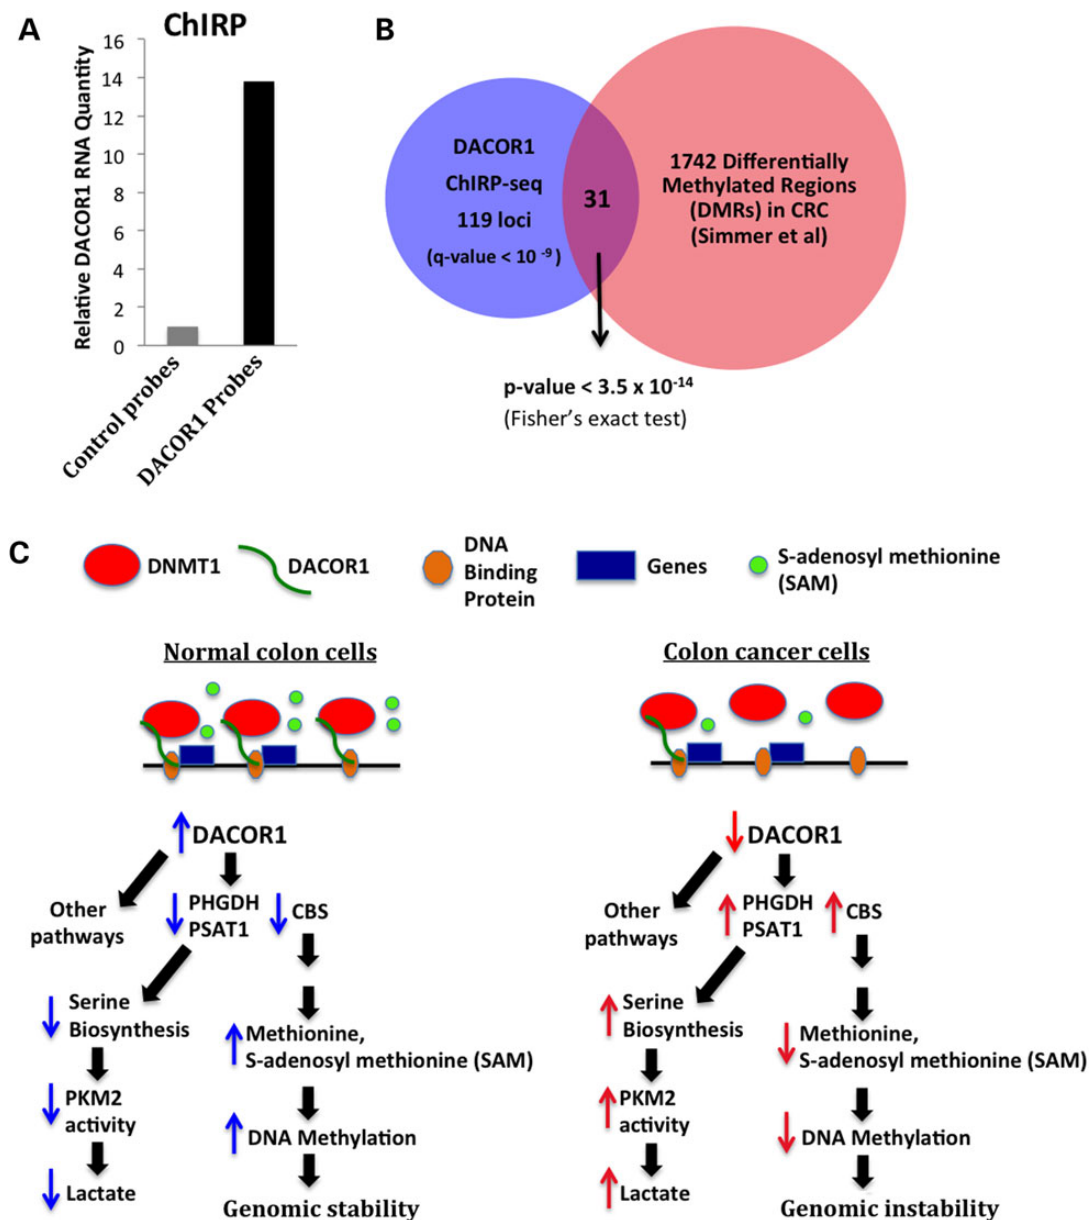 A
ChIRP
Relative DACOR1 RNA Quantity
16
14
12
10
8
6
4
2
0
Control probes
DACOR1 Probes
B
DACOR1
ChIRP-seq
119 loci
(q-value < 10 -9 )
31
1742 Differentially
Methylated Regions
(DMRs) in CRC
(Simmer et al)
p-value < 3.5 x 10-14
(Fisher's exact test)
C
DNMT1
DACOR1
DNA
Binding
Protein
Genes
S-adenosyl methionine
(SAM)
Normal colon cells
DACOR1
Other
pathways
PHGDH
PSAT1
CBS
Serine
Biosynthesis
Methionine,
S-adenosyl methionine (SAM)
PKM2
activity
DNA Methylation
Lactate
Genomic stability
Colon cancer cells
DACOR1
Other
pathways
PHGDH
PSAT1
CBS
Serine
Biosynthesis
Methionine,
S-adenosyl methionine (SAM)
PKM2
activity
DNA Methylation
Lactate
Genomic instability